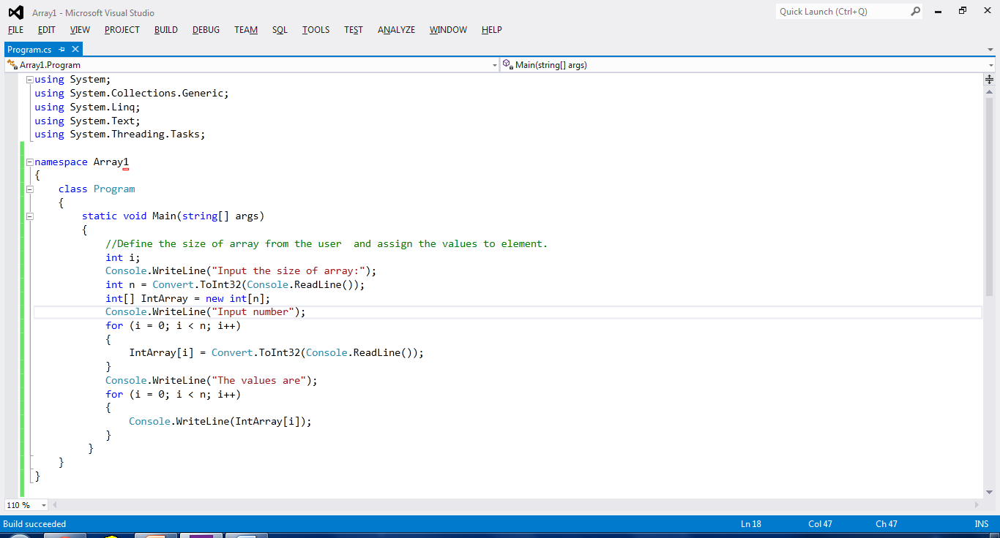 Array1 - Microsoft Visual Studio
Quick Launch (Ctrl+Q)
FILE EDIT VIEW PROJECT BUILD DEBUG TEAM SQL TOOLS TEST ANALYZE WINDOW HELP
Program.cs
Array1.Program
Main(string[] args)
using System;
using System.Collections.Generic;
using System.Linq;
using System.Text;
using System.Threading.Tasks;
namespace Array1
{
class Program
{
static void Main(string[] args)
{
//Define the size of array from the user  and assign the values to element.
int i;
Console.WriteLine("Input the size of array:");
int n = Convert.ToInt32(Console.ReadLine());
int[] IntArray = new int[n];
Console.WriteLine("Input number");
for (i = 0; i < n; i++)
{
IntArray[i] = Convert.ToInt32(Console.ReadLine());
}
Console.WriteLine("The values are");
for (i = 0; i < n; i++)
{
Console.WriteLine(IntArray[i]);
}
}
}
}
110 %
Build succeeded Ln 18 Col 47 Ch 47 INS